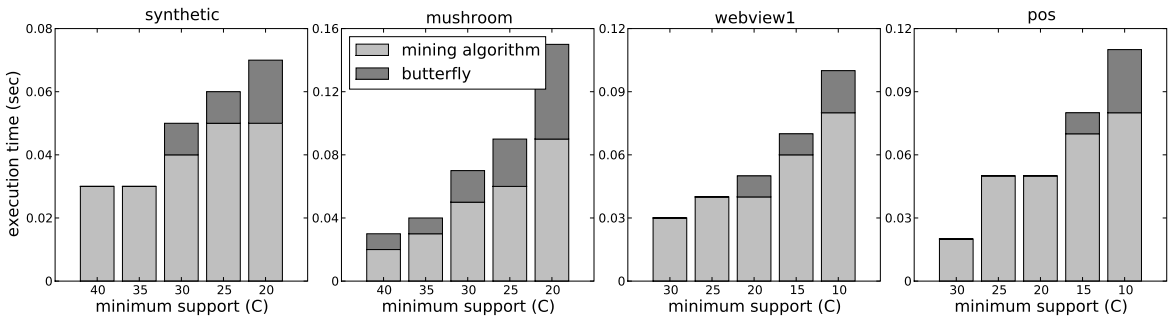 synthetic
mushroom
webview1
pos
execution time (sec)
0.08
0.06
0.04
0.02
0
40 35 30 25 20
minimum support (C)
0.16
0.12
0.08
0.04
0
mining algorithm
butterfly
40 35 30 25 20
minimum support (C)
0.12
0.09
0.06
0.03
0
30 25 20 15 10
minimum support (C)
0.12
0.09
0.06
0.03
0
30 25 20 15 10
minimum support (C)